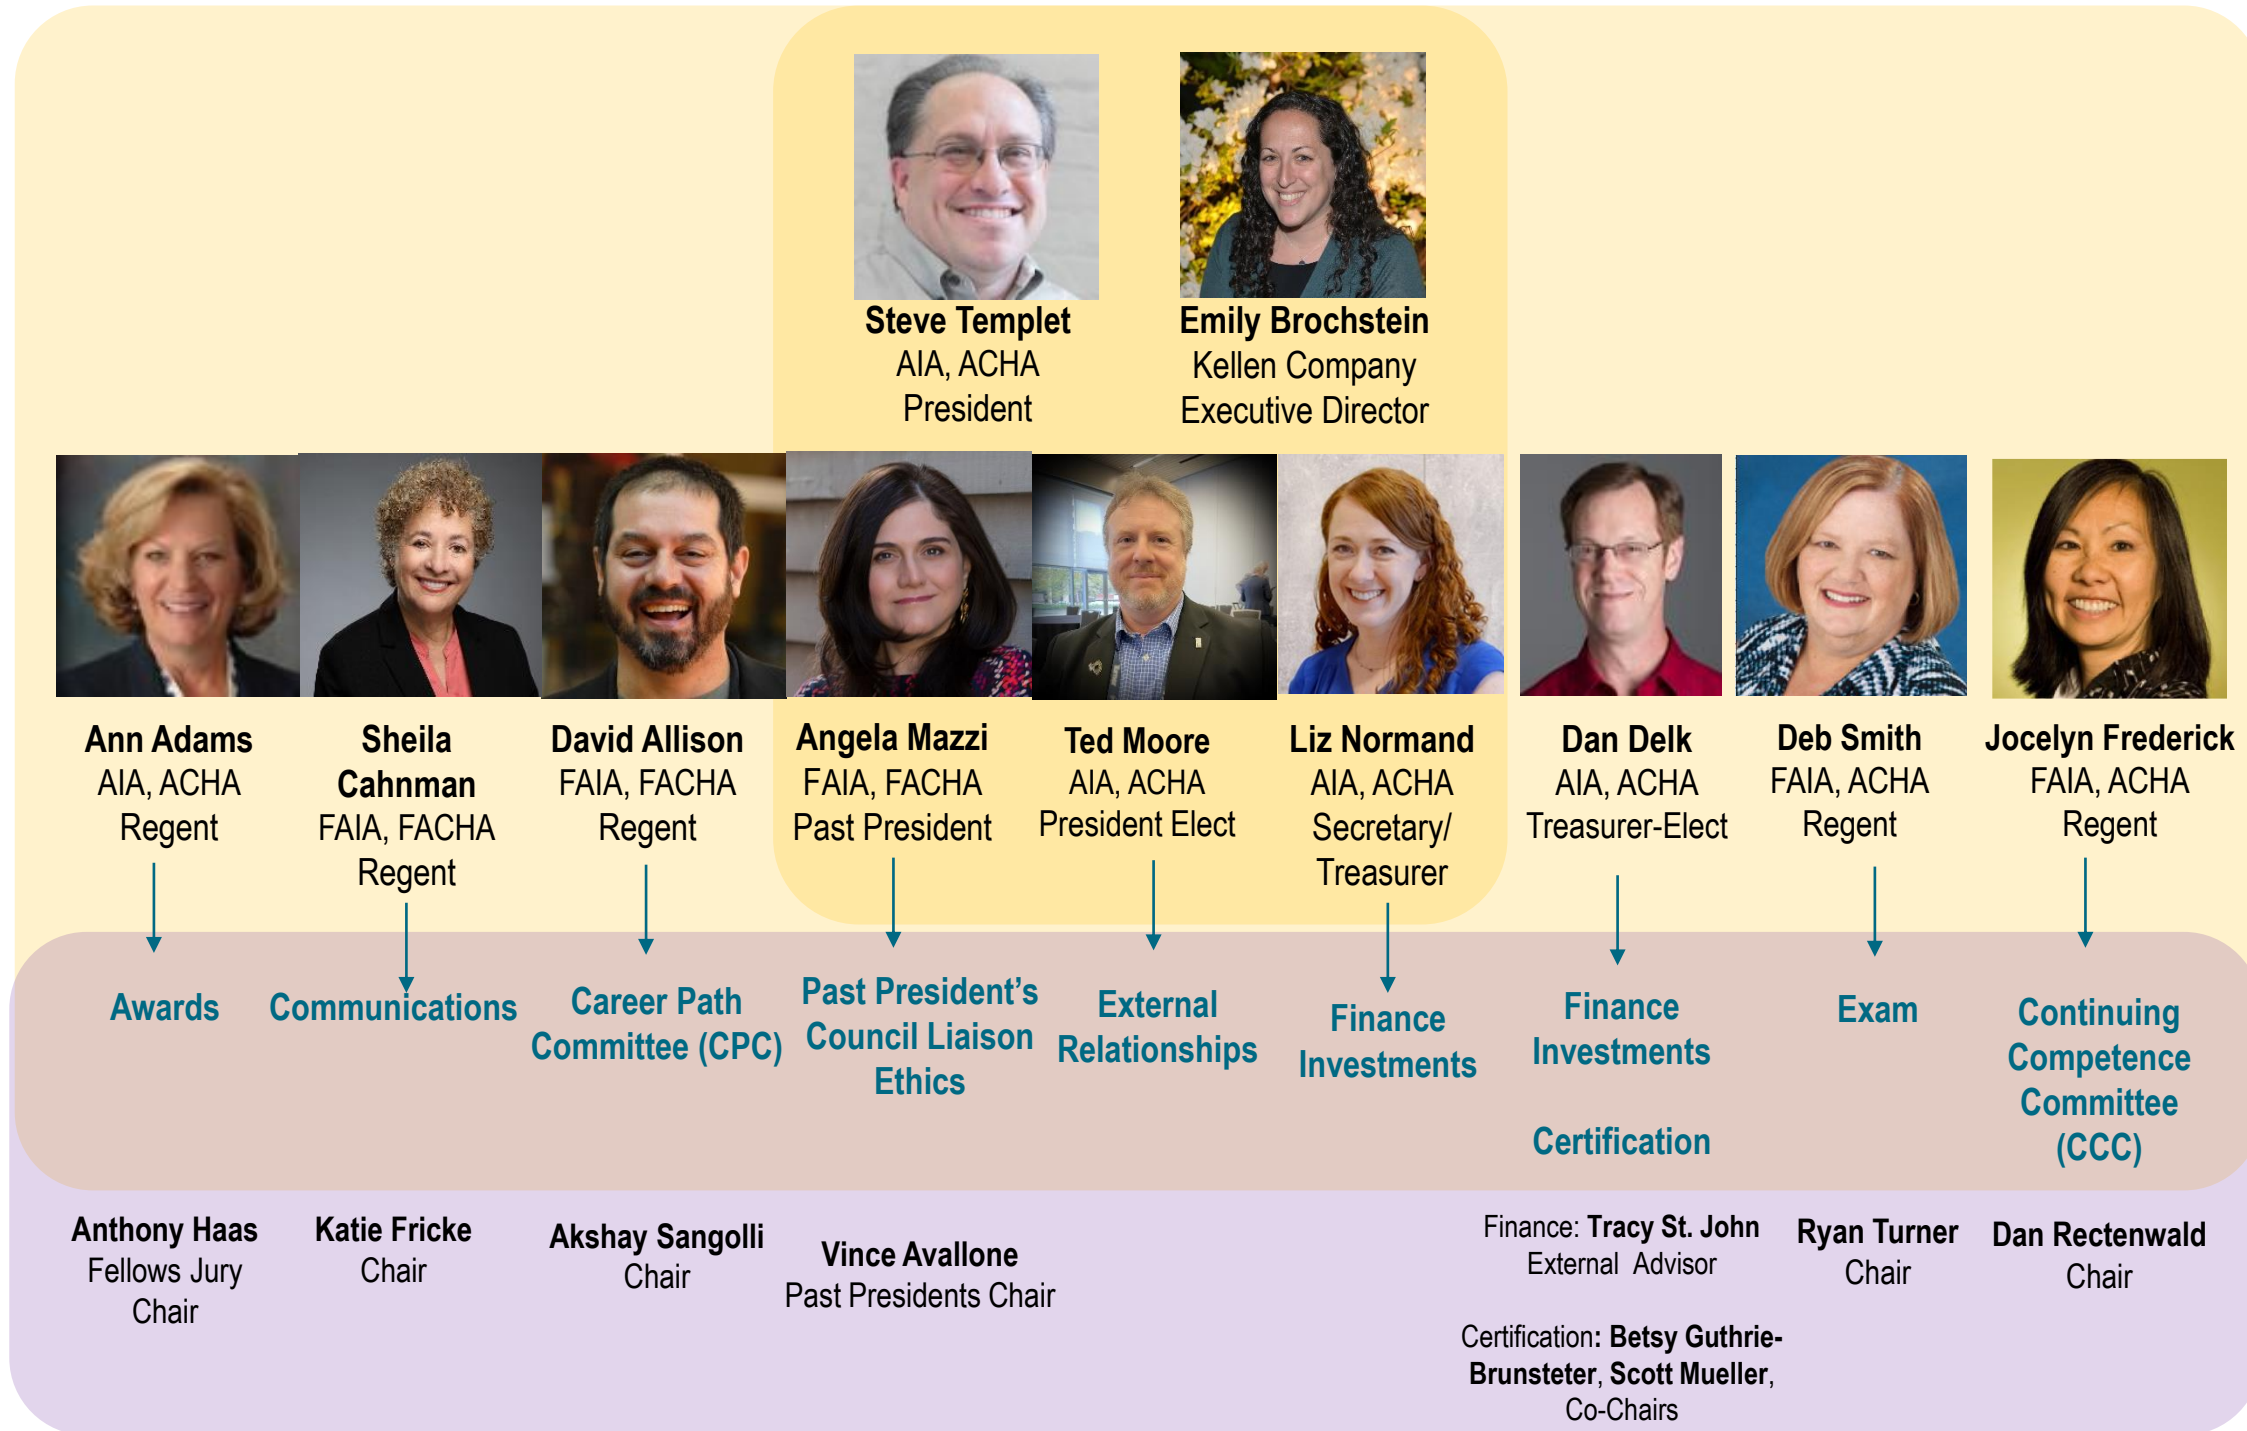 Steve Templet
AIA, ACHA
President
Emily Brochstein
Kellen Company
Executive Director
Ann Adams
AIA, ACHA
Regent
Sheila
Cahnman
FAIA, FACHA
Regent
David Allison
FAIA, FACHA
Regent
Angela Mazzi
FAIA, FACHA
Past President
Ted Moore
AIA, ACHA
President Elect
Liz Normand
AIA, ACHA
Secretary/
Treasurer
Dan Delk
AIA, ACHA
Treasurer-Elect
Deb Smith
FAIA, ACHA
Regent
Jocelyn Frederick
FAIA, ACHA
Regent
Awards
Communications
Career Path
Committee (CPC)
Past President’s
Council Liaison
Ethics
External
Relationships
Finance
Investments
Finance
Investments
Certification
Exam
Continuing
Competence
Committee
(CCC)
Anthony Haas
Fellows Jury
Chair
Katie Fricke
Chair
Akshay Sangolli
Chair
Vince Avallone
Past Presidents Chair
Finance: Tracy St. John
External Advisor
Certification: Betsy Guthrie-
Brunsteter, Scott Mueller,
Co-Chairs
Ryan Turner
Chair
Dan Rectenwald
Chair